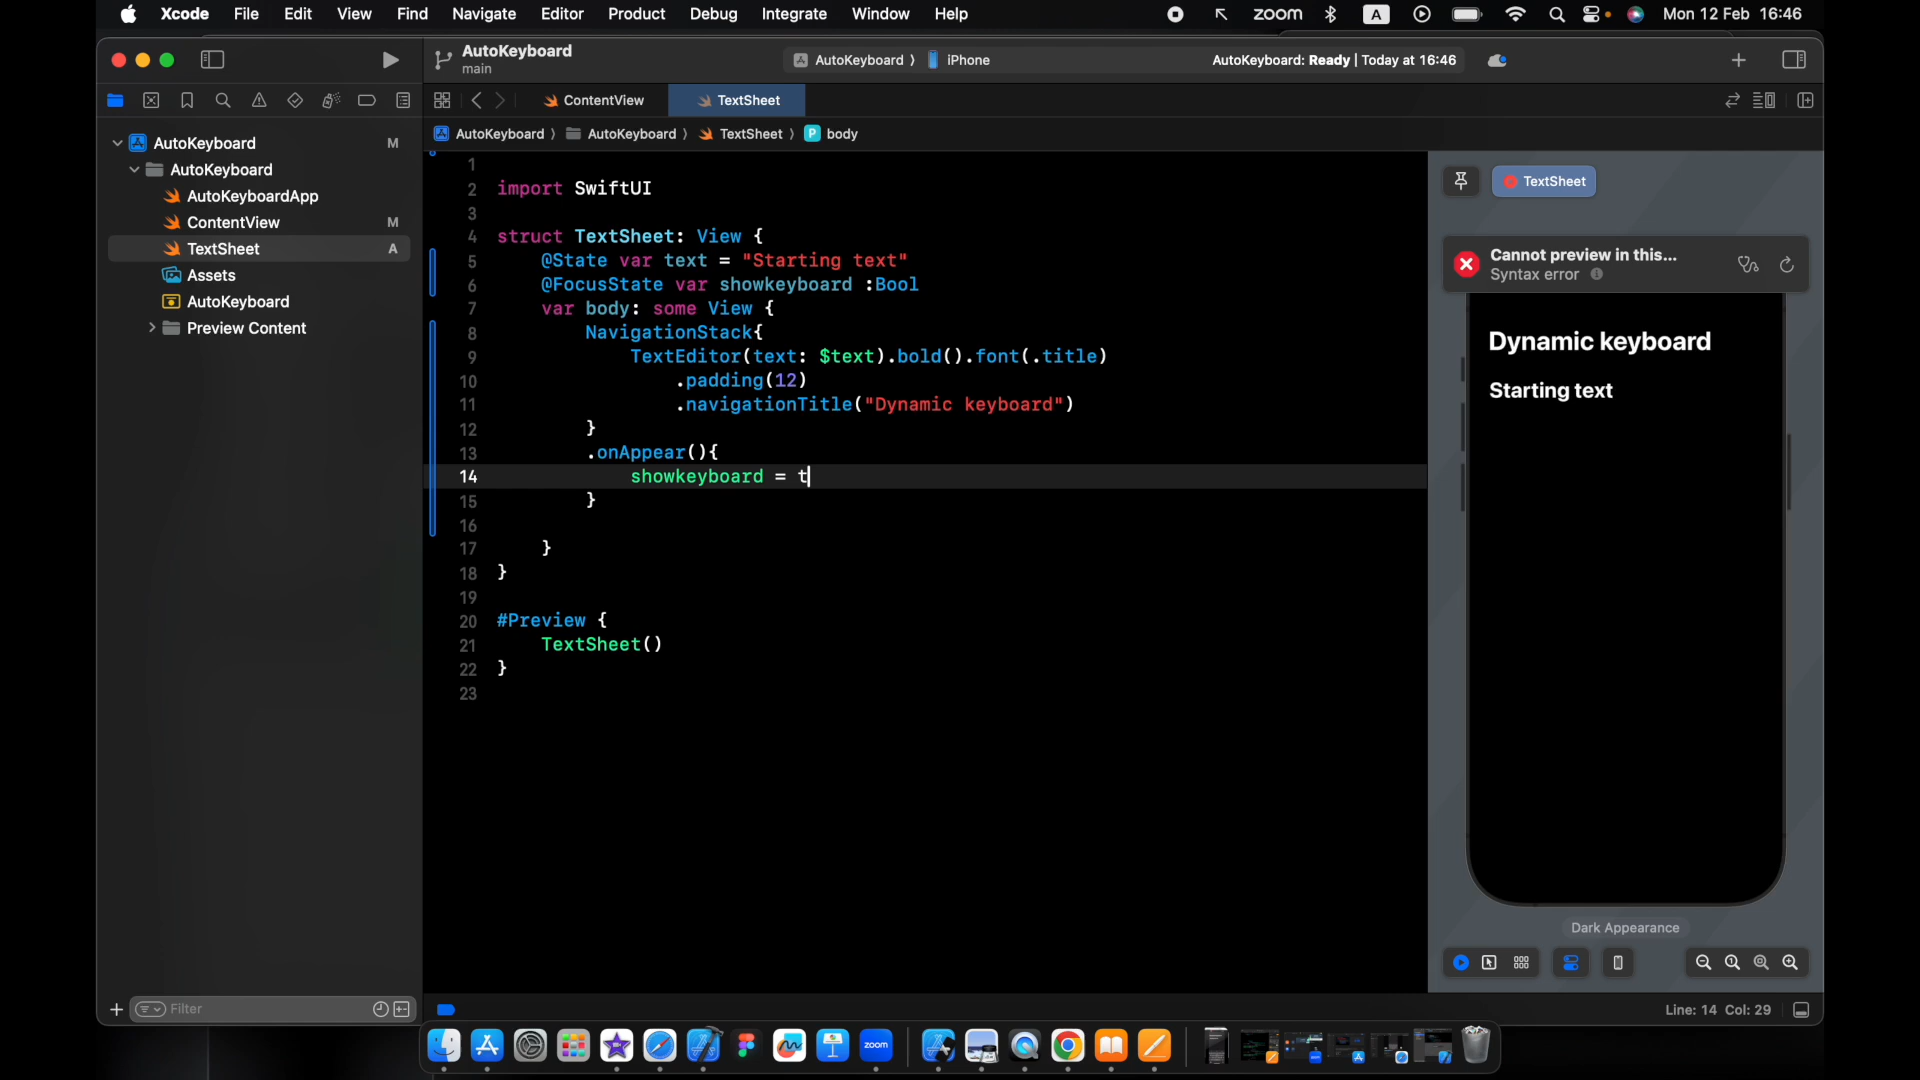 Xcode File Edit View Find Navigate Editor Product Debug Integrate Window Help zoom A Mon 12 Feb 16:46
AutoKeyboard
main
AutoKeyboard 〉 iPhone
AutoKeyboard: Ready | Today at 16:46
ContentView
TextSheet
AutoKeyboard 〉 AutoKeyboard 〉 TextSheet 〉 P body
AutoKeyboard M
AutoKeyboard
AutoKeyboardApp
ContentView M
TextSheet A
Assets
AutoKeyboard
Preview Content
1
2 import SwiftUI
3
4 struct TextSheet: View {
5 @State var text = "Starting text"
6 @FocusState var showkeyboard :Bool
7 var body: some View {
8 NavigationStack{
9 TextEditor(text: $text).bold().font(.title)
10 .padding(12)
11 .navigationTitle("Dynamic keyboard")
12 }
13 .onAppear(){
14 showkeyboard = t
15 }
16
17 }
18 }
19
20 #Preview {
21 TextSheet()
22 }
23
TextSheet
Cannot preview in this...
Syntax error
Dynamic keyboard
Starting text
Dark Appearance
Filter
Line: 14 Col: 29
zoom